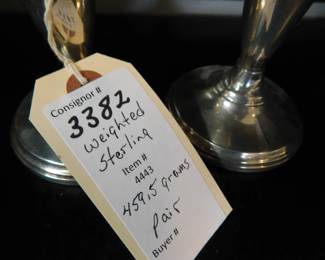 Consignor #
3382
weighted
sterling
Item #
4443
459.5 grams
pair
Buyer #